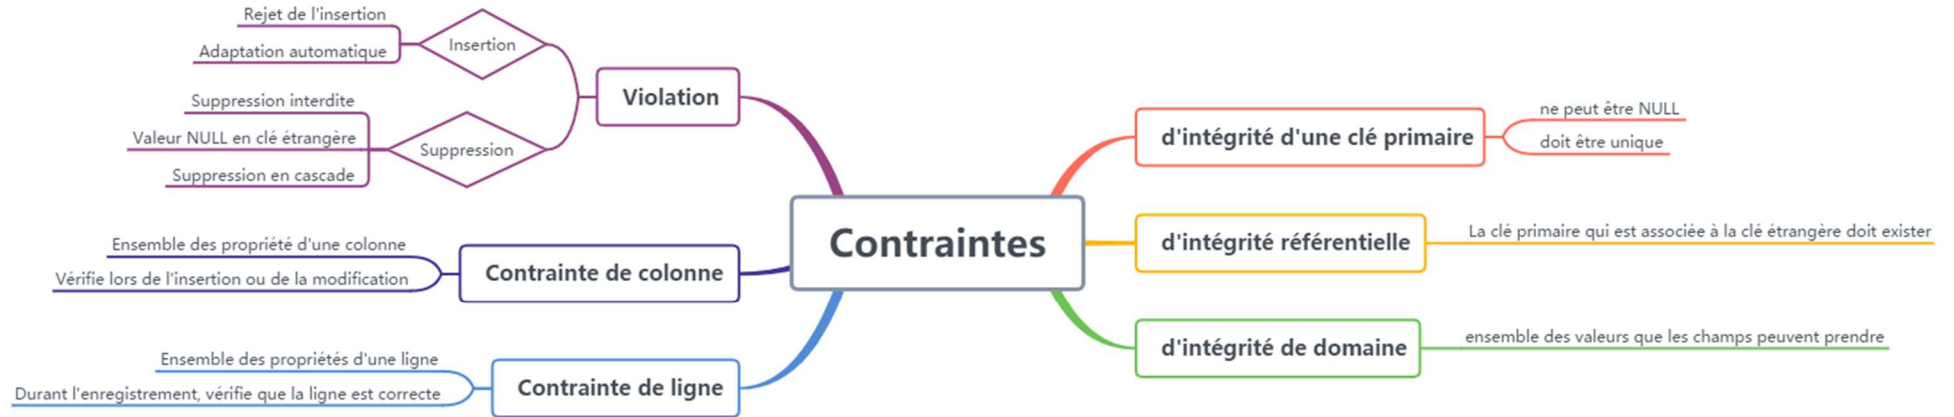 Rejet de l'insertion
Adaptation automatique
Insertion
Suppression interdite
Valeur NULL en clé étrangère
Suppression en cascade
Suppression
Violation
Ensemble des propriété d'une colonne
Vérifie lors de l'insertion ou de la modification
Contrainte de colonne
Ensemble des propriétés d'une ligne
Durant l'enregistrement, vérifie que la ligne est correcte
Contrainte de ligne
Contraintes
d'intégrité d'une clé primaire
ne peut être NULL
doit être unique
d'intégrité référentielle
La clé primaire qui est associée à la clé étrangère doit exister
d'intégrité de domaine
ensemble des valeurs que les champs peuvent prendre